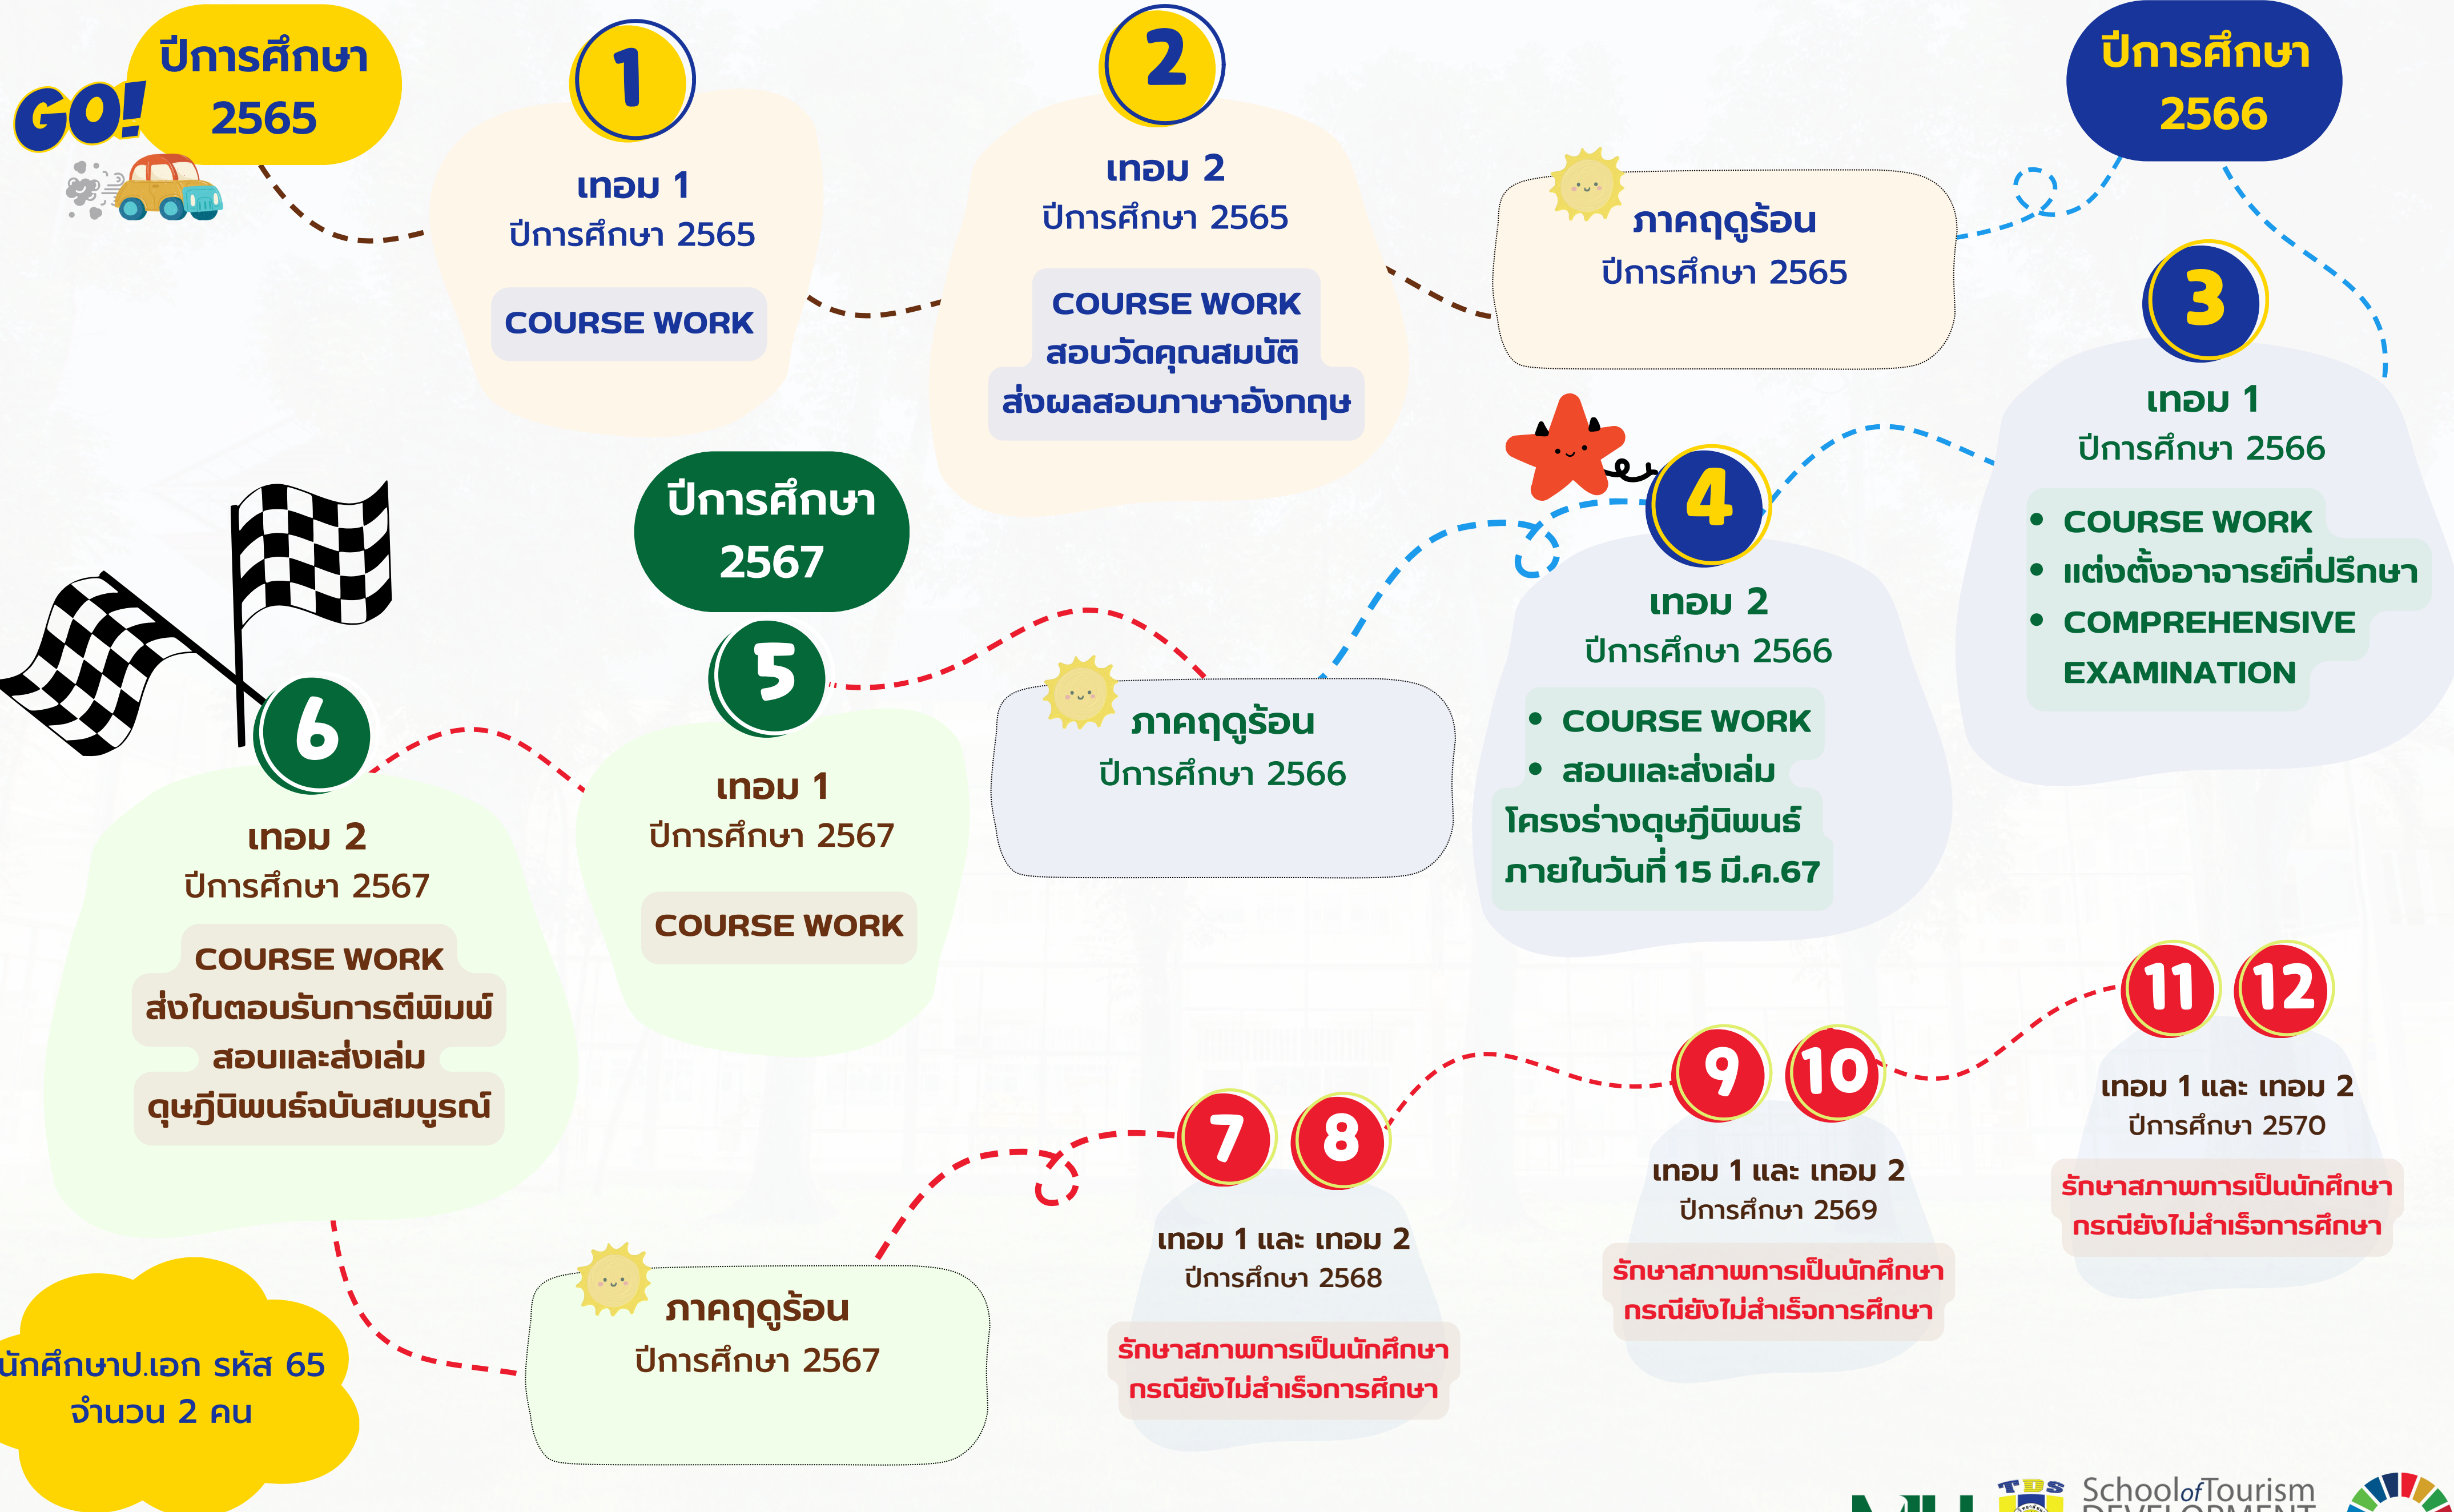 GO!
ปีการศึกษา
2565
1
เทอม 1
ปีการศึกษา 2565
COURSE WORK
2
เทอม 2
ปีการศึกษา 2565
COURSE WORK
สอบวัดคุณสมบัติ
ส่งผลสอบภาษาอังกฤษ
ภาคฤดูร้อน
ปีการศึกษา 2565
ปีการศึกษา
2566
3
เทอม 1
ปีการศึกษา 2566
• COURSE WORK
• แต่งตั้งอาจารย์ที่ปรึกษา
• COMPREHENSIVE
EXAMINATION
4
เทอม 2
ปีการศึกษา 2566
• COURSE WORK
• สอบและส่งเล่ม
โครงร่างดุษฎีนิพนธ์
ภายในวันที่ 15 มี.ค.67
ภาคฤดูร้อน
ปีการศึกษา 2566
ปีการศึกษา
2567
5
เทอม 1
ปีการศึกษา 2567
COURSE WORK
6
เทอม 2
ปีการศึกษา 2567
COURSE WORK
ส่งใบตอบรับการตีพิมพ์
สอบและส่งเล่ม
ดุษฎีนิพนธ์ฉบับสมบูรณ์
ภาคฤดูร้อน
ปีการศึกษา 2567
7 8
เทอม 1 และ เทอม 2
ปีการศึกษา 2568
รักษาสภาพการเป็นนักศึกษา
กรณียังไม่สำเร็จการศึกษา
9 10
เทอม 1 และ เทอม 2
ปีการศึกษา 2569
รักษาสภาพการเป็นนักศึกษา
กรณียังไม่สำเร็จการศึกษา
11 12
เทอม 1 และ เทอม 2
ปีการศึกษา 2570
รักษาสภาพการเป็นนักศึกษา
กรณียังไม่สำเร็จการศึกษา
นักศึกษาป.เอก รหัส 65
จำนวน 2 คน
TDS
School of Tourism
DEVELOPMENT